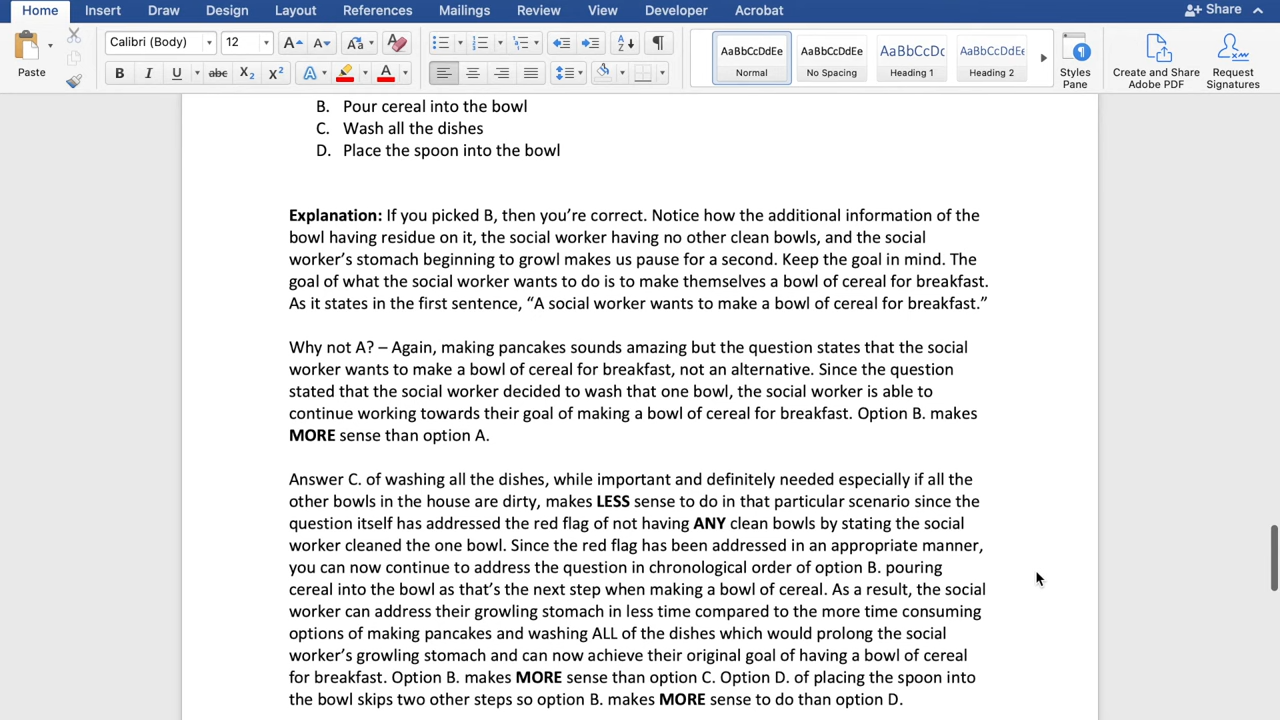 Home Insert Draw Design Layout References Mailings Review View Developer Acrobat Share
Paste
Calibri (Body) 12
B I U abc X₂ X² A A
AaBbCcDdEe AaBbCcDdEe AaBbCcDc AaBbCcDdEe
Normal No Spacing Heading 1 Heading 2
Styles Pane
Create and Share Adobe PDF
Request Signatures
B. Pour cereal into the bowl
C. Wash all the dishes
D. Place the spoon into the bowl
Explanation: If you picked B, then you’re correct. Notice how the additional information of the
bowl having residue on it, the social worker having no other clean bowls, and the social
worker’s stomach beginning to growl makes us pause for a second. Keep the goal in mind. The
goal of what the social worker wants to do is to make themselves a bowl of cereal for breakfast.
As it states in the first sentence, “A social worker wants to make a bowl of cereal for breakfast.”
Why not A? – Again, making pancakes sounds amazing but the question states that the social
worker wants to make a bowl of cereal for breakfast, not an alternative. Since the question
stated that the social worker decided to wash that one bowl, the social worker is able to
continue working towards their goal of making a bowl of cereal for breakfast. Option B. makes
MORE sense than option A.
Answer C. of washing all the dishes, while important and definitely needed especially if all the
other bowls in the house are dirty, makes LESS sense to do in that particular scenario since the
question itself has addressed the red flag of not having ANY clean bowls by stating the social
worker cleaned the one bowl. Since the red flag has been addressed in an appropriate manner,
you can now continue to address the question in chronological order of option B. pouring
cereal into the bowl as that’s the next step when making a bowl of cereal. As a result, the social
worker can address their growling stomach in less time compared to the more time consuming
options of making pancakes and washing ALL of the dishes which would prolong the social
worker’s growling stomach and can now achieve their original goal of having a bowl of cereal
for breakfast. Option B. makes MORE sense than option C. Option D. of placing the spoon into
the bowl skips two other steps so option B. makes MORE sense to do than option D.